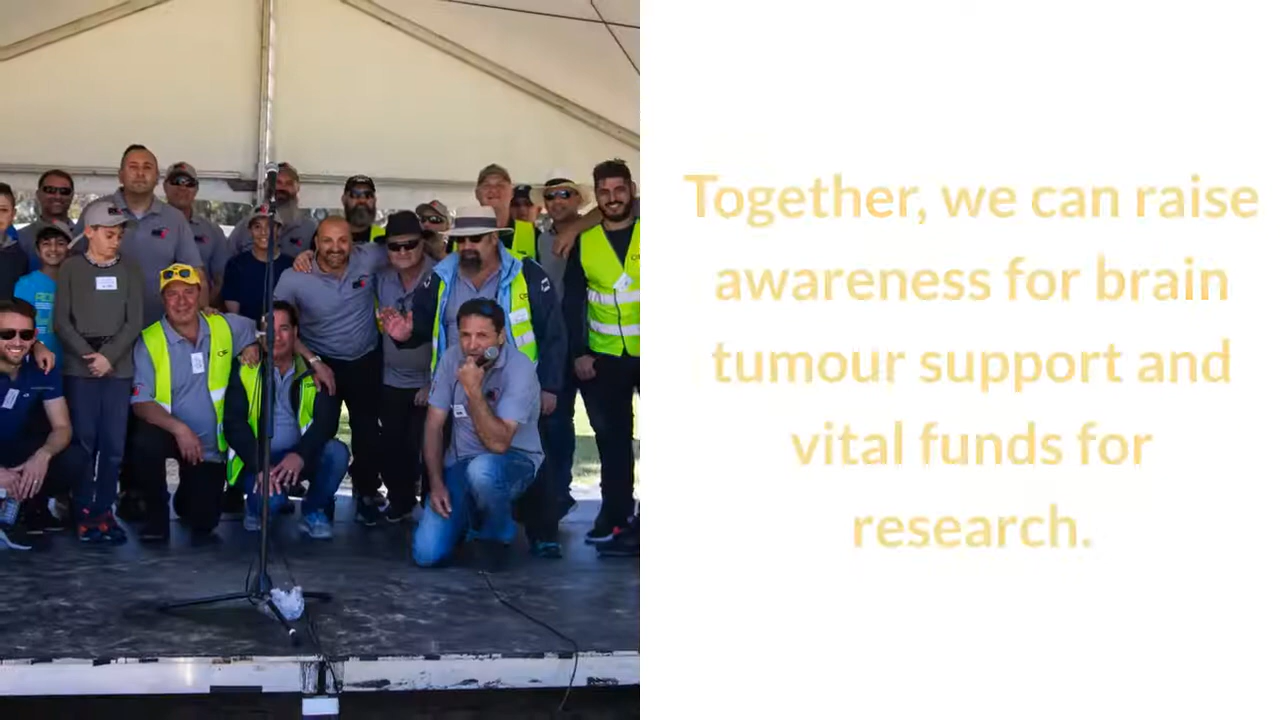 Together, we can raise
awareness for brain
tumour support and
vital funds for
research.